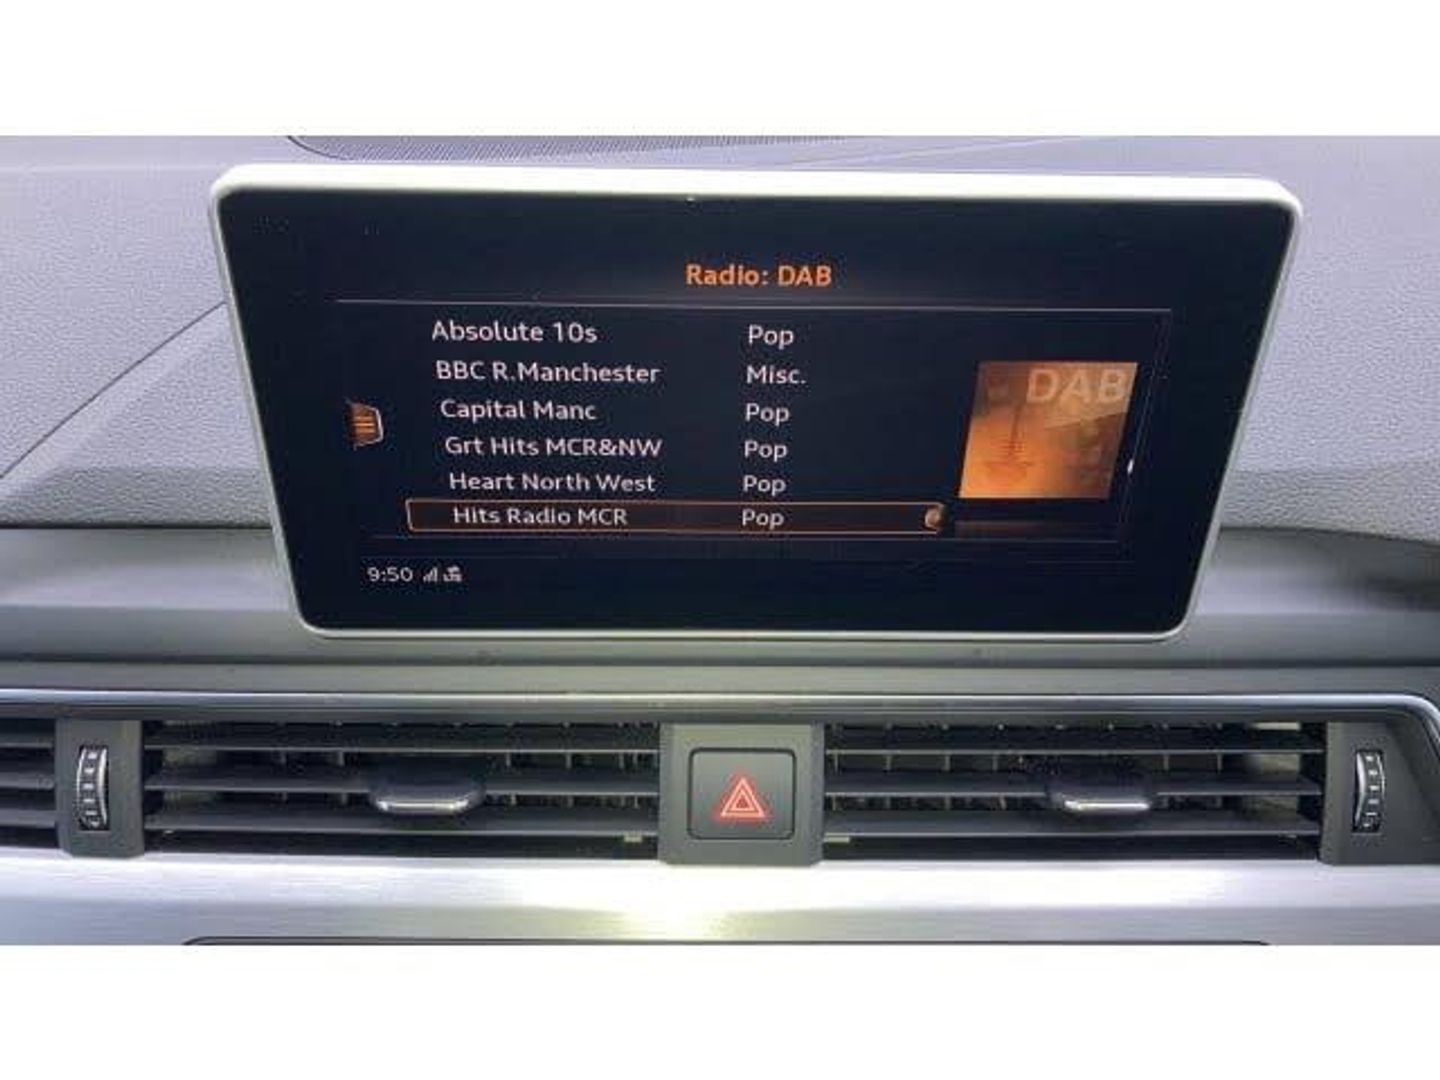 Radio: DAB
Absolute 10s Pop
BBC R.Manchester Misc.
Capital Manc Pop
Grt Hits MCR&NW Pop
Heart North West Pop
Hits Radio MCR Pop
DAB
9:50